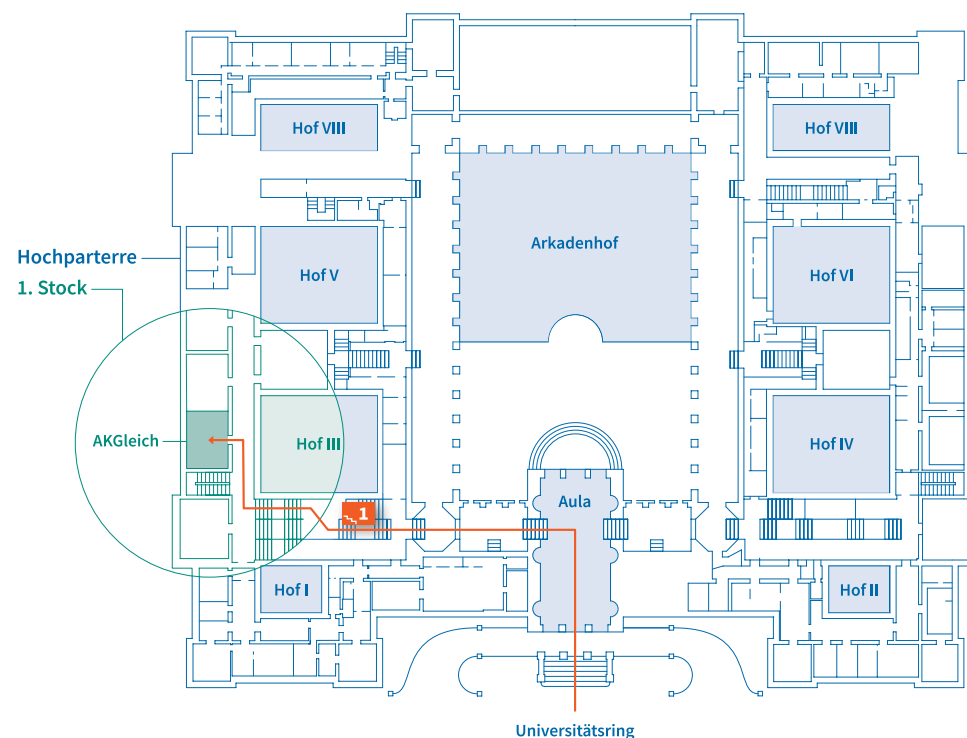 Hof VIII
Hof VIII
Arkadenhof
Hochparterre
Hof V
Hof VI
1. Stock
AKGleich
Hof III
Hof IV
Aula
1
Hof I
Hof II
Universitätsring